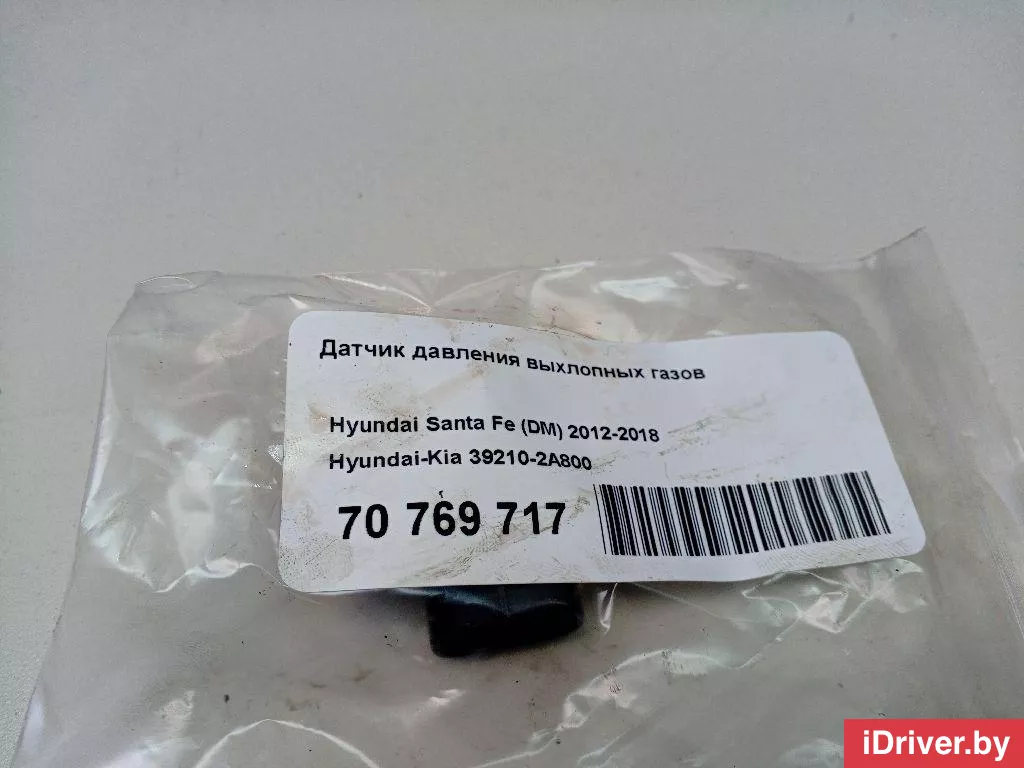 Датчик давления выхлопных газов
Hyundai Santa Fe (DM) 2012-2018
Hyundai-Kia 39210-2A800
70 769 717
iDriver.by